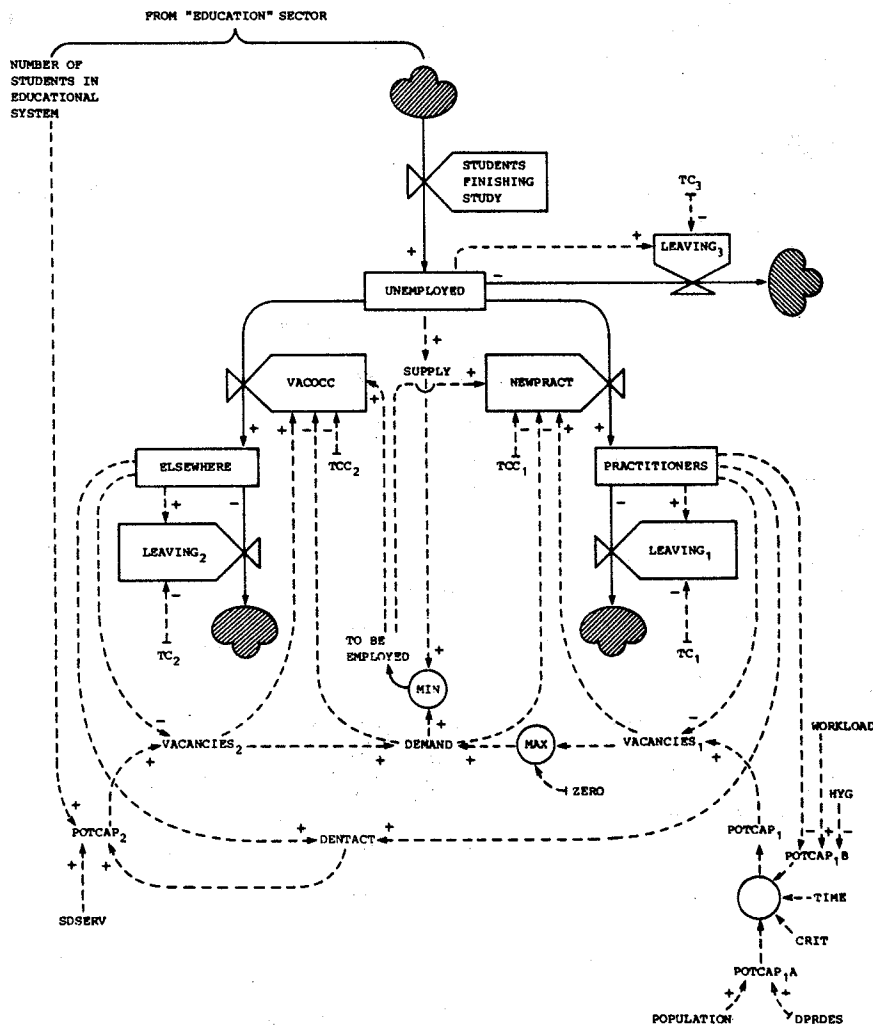 FROM "EDUCATION" SECTOR
NUMBER OF
STUDENTS IN
EDUCATIONAL
SYSTEM
STUDENTS
FINISHING
STUDY
TC3
LEAVING3
UNEMPLOYED
SUPPLY
VACOCC
NEWPRACT
TCC2
TCC1
ELSEWHERE
PRACTITIONERS
LEAVING2
LEAVING1
TC2
TC1
TO BE
EMPLOYED
MIN
VACANCIES2
DEMAND
MAX
VACANCIES1
WORKLOAD
ZERO
HYG
POTCAP2
DENTACT
POTCAP1
POTCAP1B
TIME
SDSERV
CRIT
POTCAP1A
POPULATION
DPRDES